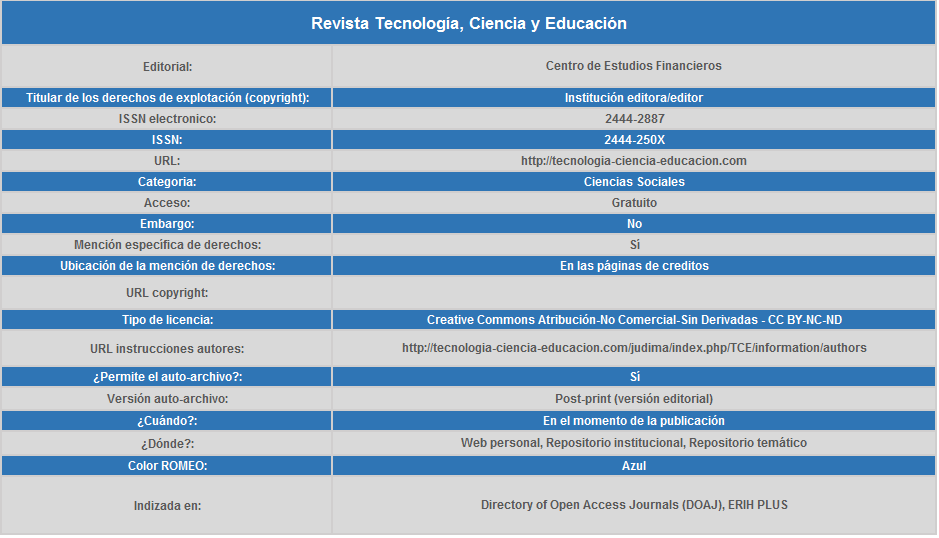 Revista Tecnología, Ciencia y Educación
Editorial: Centro de Estudios Financieros
Titular de los derechos de explotación (copyright): Institución editora/editor
ISSN electronico: 2444-2887
ISSN: 2444-250X
URL: http://tecnologia-ciencia-educacion.com
Categoria: Ciencias Sociales
Acceso: Gratuito
Embargo: No
Mención específica de derechos: Sì
Ubicación de la mención de derechos: En las páginas de creditos
URL copyright:
Tipo de licencia: Creative Commons Atribución-No Comercial-Sin Derivadas - CC BY-NC-ND
URL instrucciones autores: http://tecnologia-ciencia-educacion.com/judima/index.php/TCE/information/authors
¿Permite el auto-archivo?: Sí
Versión auto-archivo: Post-print (versión editorial)
¿Cuándo?: En el momento de la publicación
¿Dónde?: Web personal, Repositorio institucional, Repositorio temático
Color ROMEO: Azul
Indizada en: Directory of Open Access Journals (DOAJ), ERIH PLUS